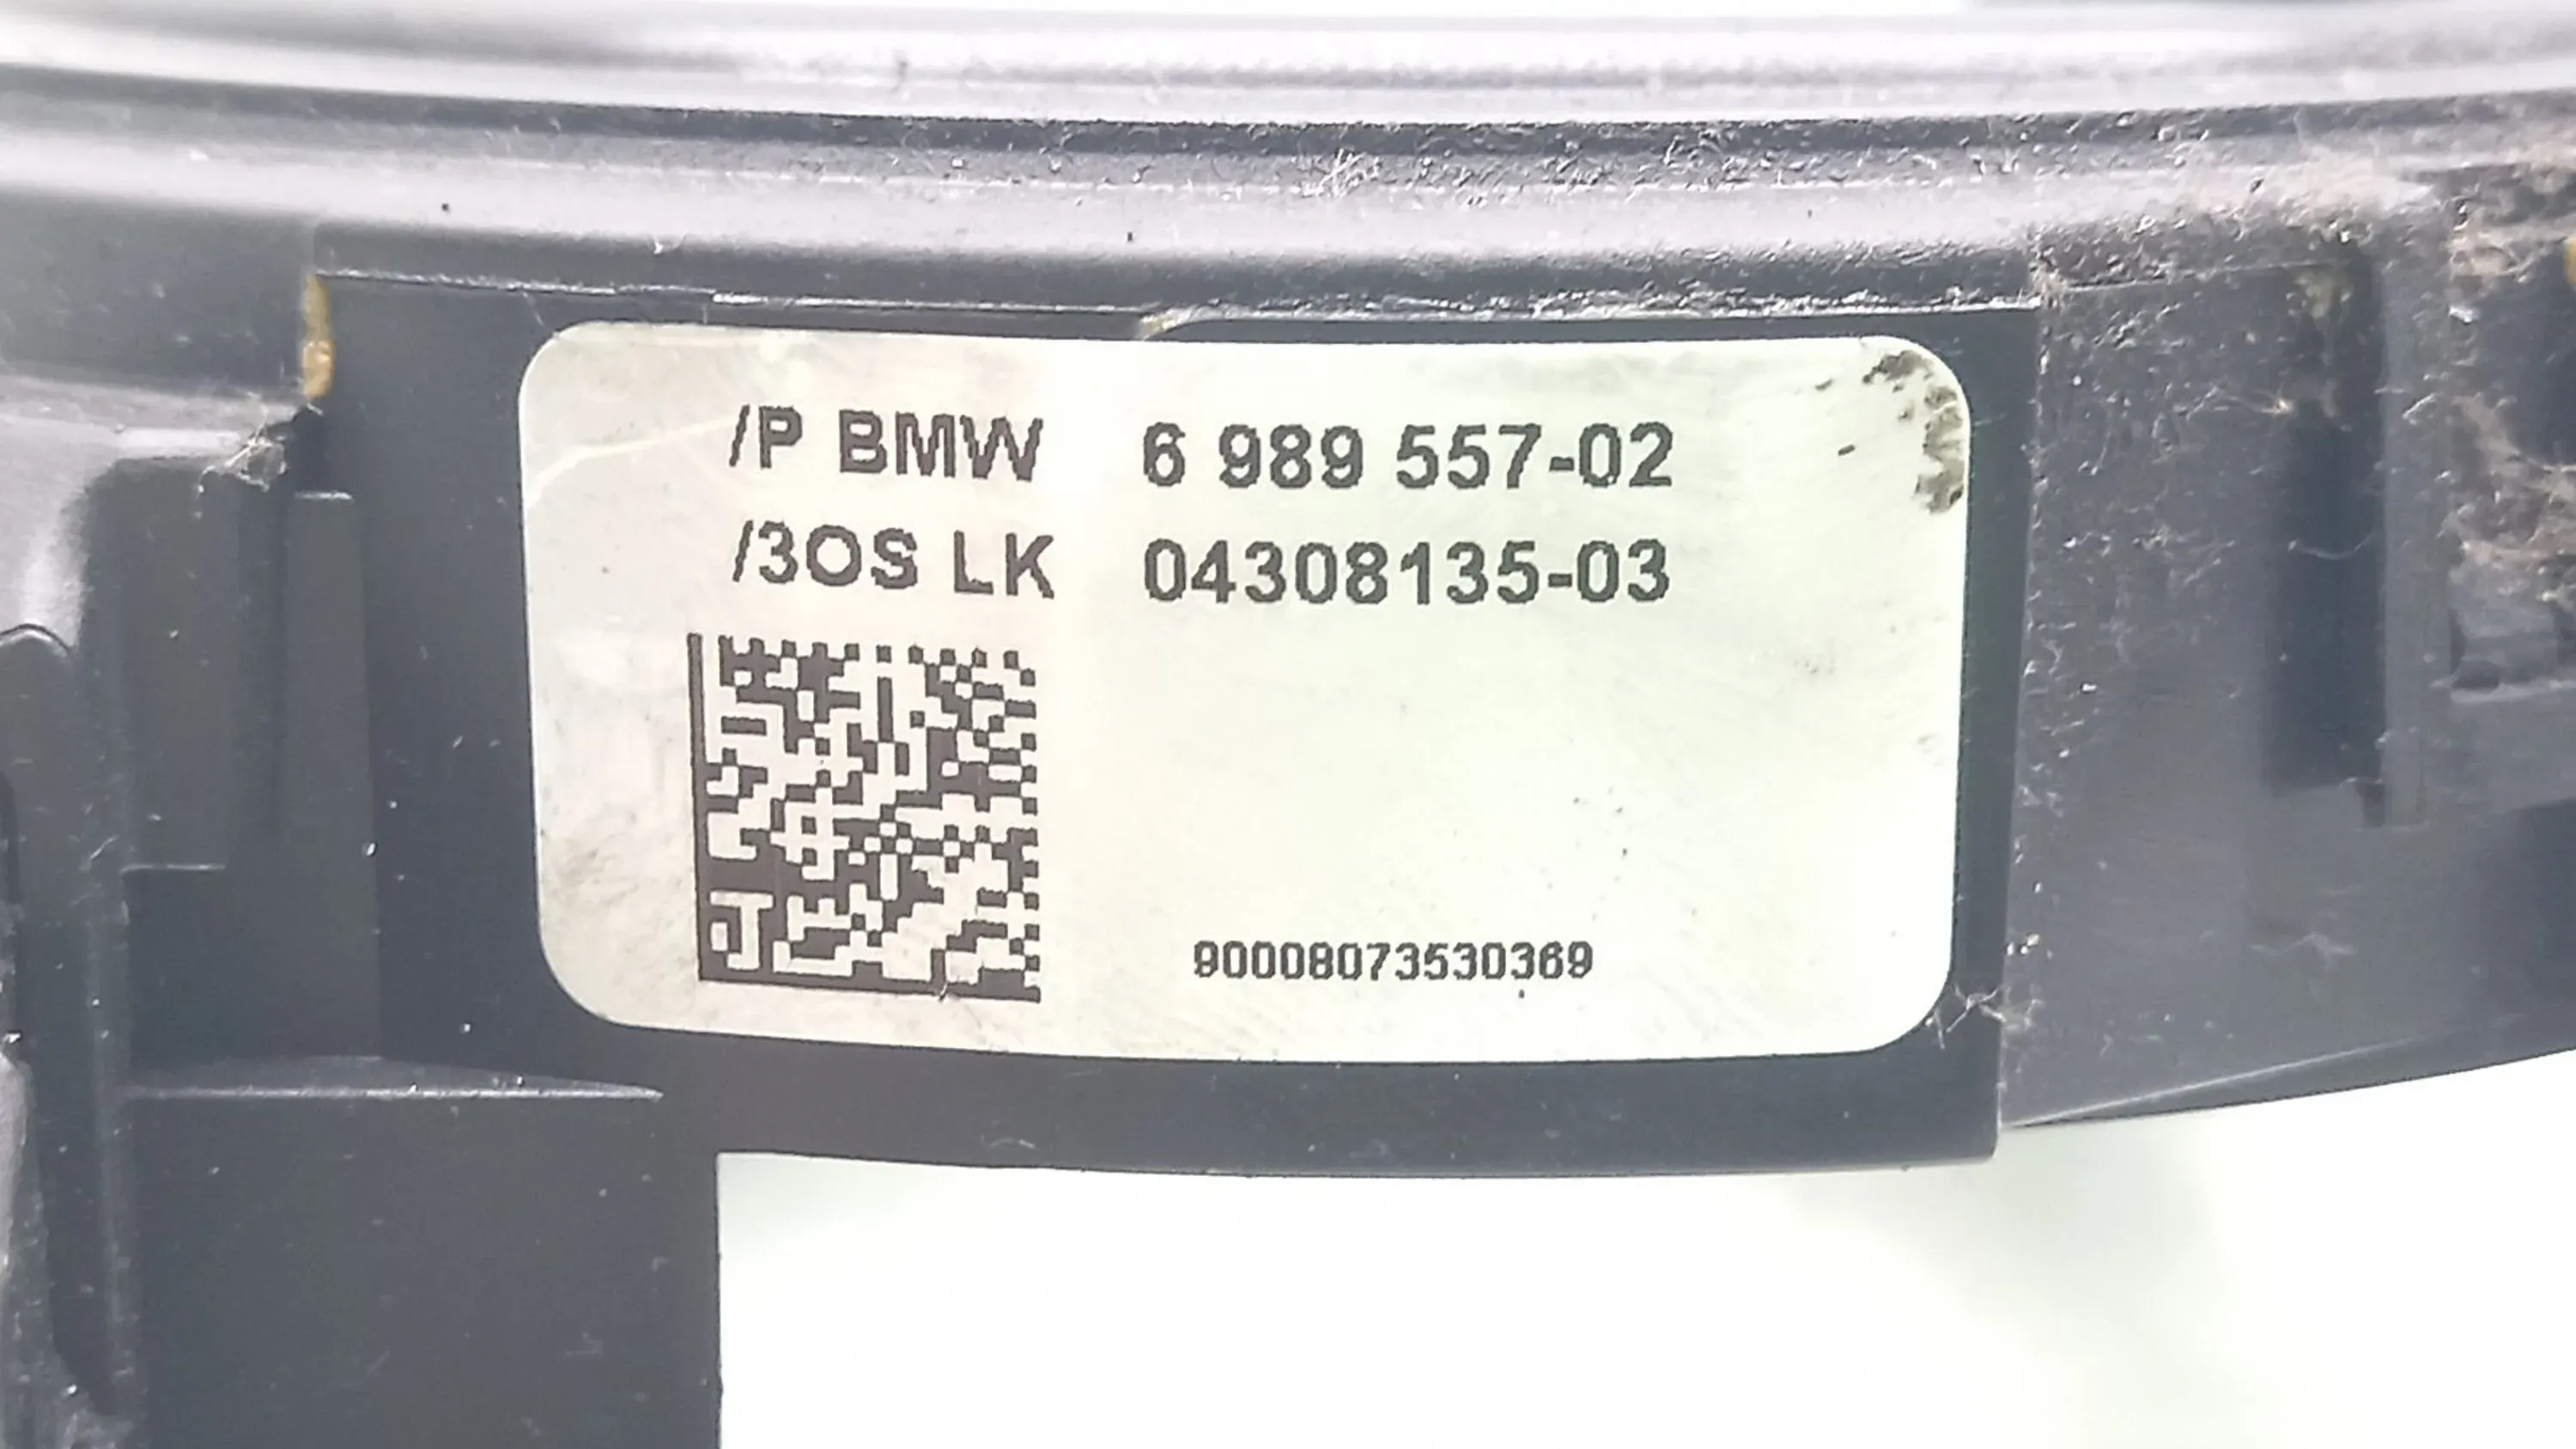 /P BMW 6 989 557-02
/3OS LK 04308135-03
90008073530369